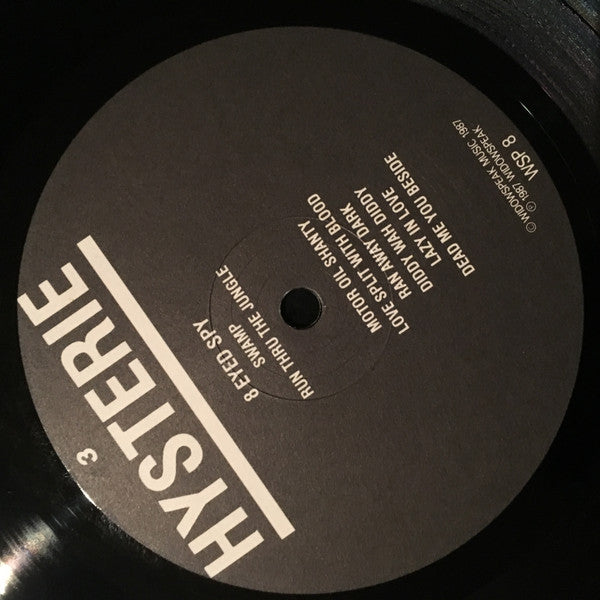 HYSTERIE
3
8 EYED SPY
SWAMP
RUN THRU THE JUNGLE
MOTOR OIL SHANTY
LOVE SPLIT WITH BLOOD
RAN AWAY DARK
DIDDY WAH DIDDY
LAZY IN LOVE
DEAD ME YOU BESIDE
© WIDOWSPEAK MUSIC 1987
℗ 1987 WIDOWSPEAK
WSP 8